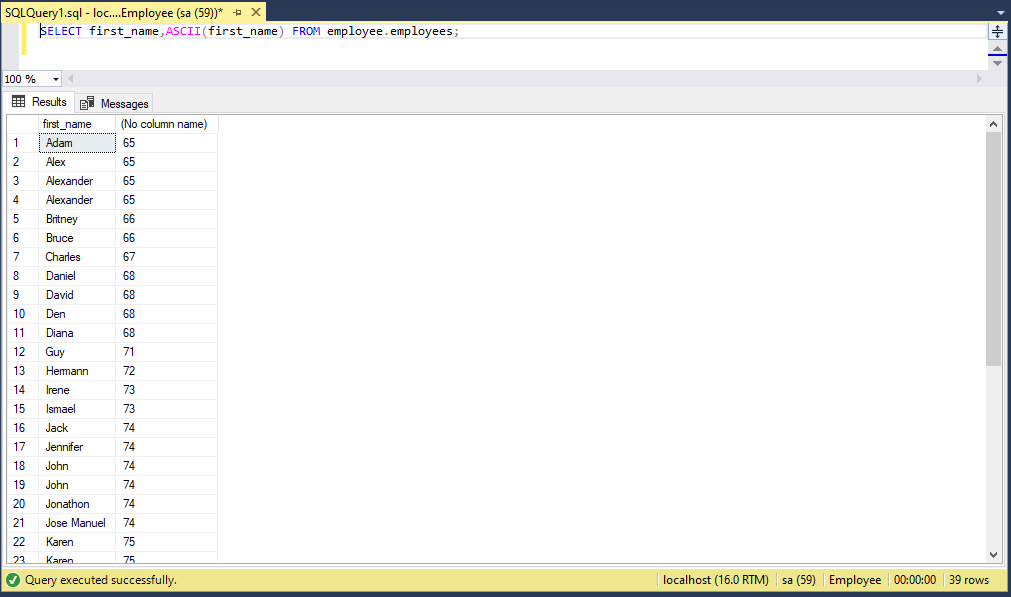 SQLQuery1.sql - loc....Employee (sa (59))*
SELECT first_name,ASCII(first_name) FROM employee.employees;
100 %
Results Messages
first_name (No column name)
1 Adam 65
2 Alex 65
3 Alexander 65
4 Alexander 65
5 Britney 66
6 Bruce 66
7 Charles 67
8 Daniel 68
9 David 68
10 Den 68
11 Diana 68
12 Guy 71
13 Hermann 72
14 Irene 73
15 Ismael 73
16 Jack 74
17 Jennifer 74
18 John 74
19 John 74
20 Jonathon 74
21 Jose Manuel 74
22 Karen 75
23 Karen 75
Query executed successfully. localhost (16.0 RTM) sa (59) Employee 00:00:00 39 rows